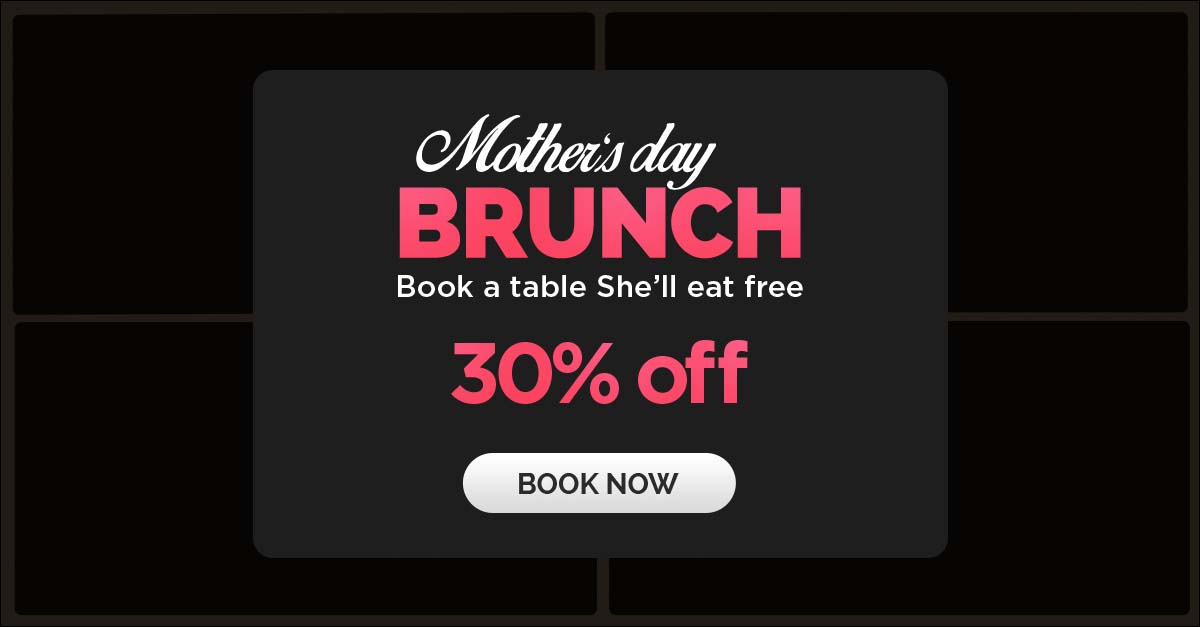 Mother's day
BRUNCH
Book a table She’ll eat free
30% off
BOOK NOW